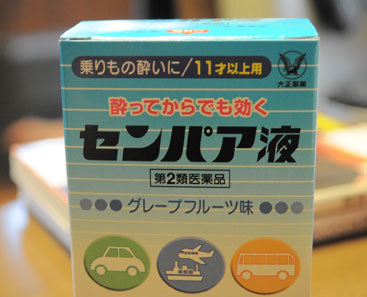 乗りもの酔いに/11才以上用
大正製薬
酔ってからでも効く
センパア液
第2類医薬品
グレープフルーツ味